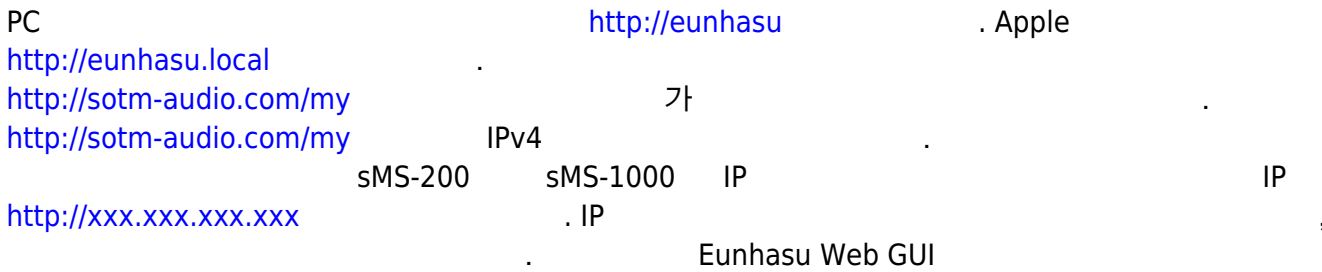 PC http://eunhasu . Apple
http://eunhasu.local .
http://sotm-audio.com/my 가 .
http://sotm-audio.com/my IPv4 .
sMS-200 sMS-1000 IP IP
http://xxx.xxx.xxx.xxx . IP ,
. Eunhasu Web GUI